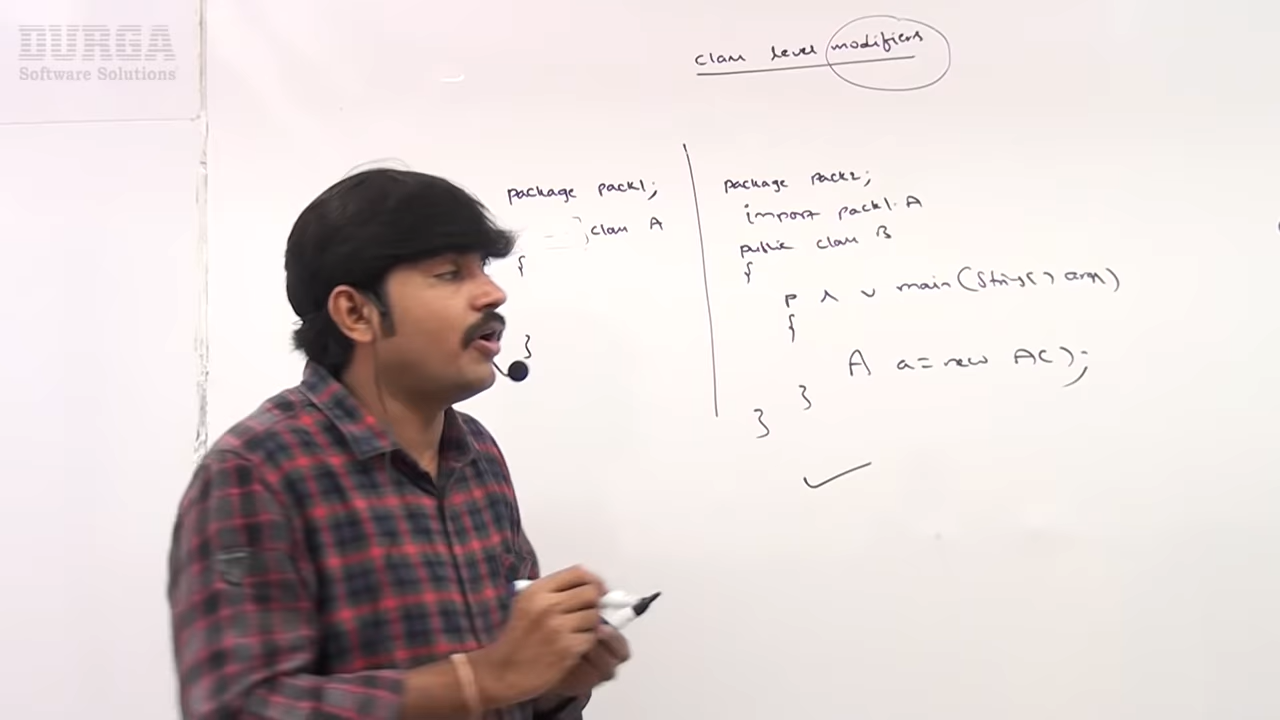 DURGA
Software Solutions
class level modifiers
package pack1;
class A
{
}
package pack2;
import pack1.A
public class B
{
p s v main(String[] args)
{
A a=new A();
}
}